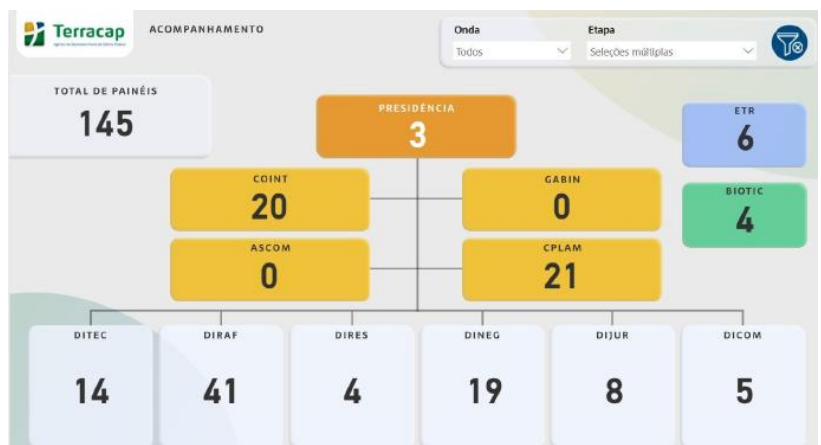 Terracap
ACOMPANHAMENTO
Onda
Todos
Etapa
Seleções múltiplas
TOTAL DE PAINÉIS
145
PRESIDÊNCIA
3
ETR
6
COINT
20
GABIN
0
BIOTIC
4
ASCOM
0
CPLAM
21
DITEC
14
DIRAF
41
DIRES
4
DINEG
19
DIJUR
8
DICOM
5